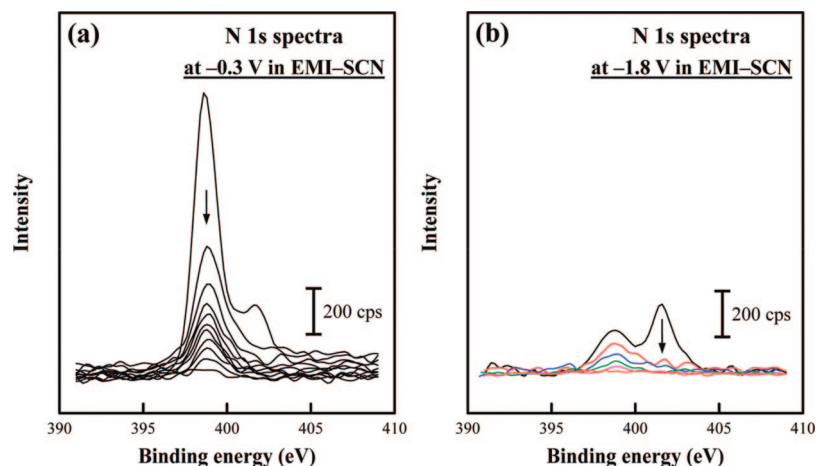 (a)
N 1s spectra
at –0.3 V in EMI–SCN
Intensity
200 cps
390 395 400 405 410
Binding energy (eV)
(b)
N 1s spectra
at –1.8 V in EMI–SCN
Intensity
200 cps
390 395 400 405 410
Binding energy (eV)